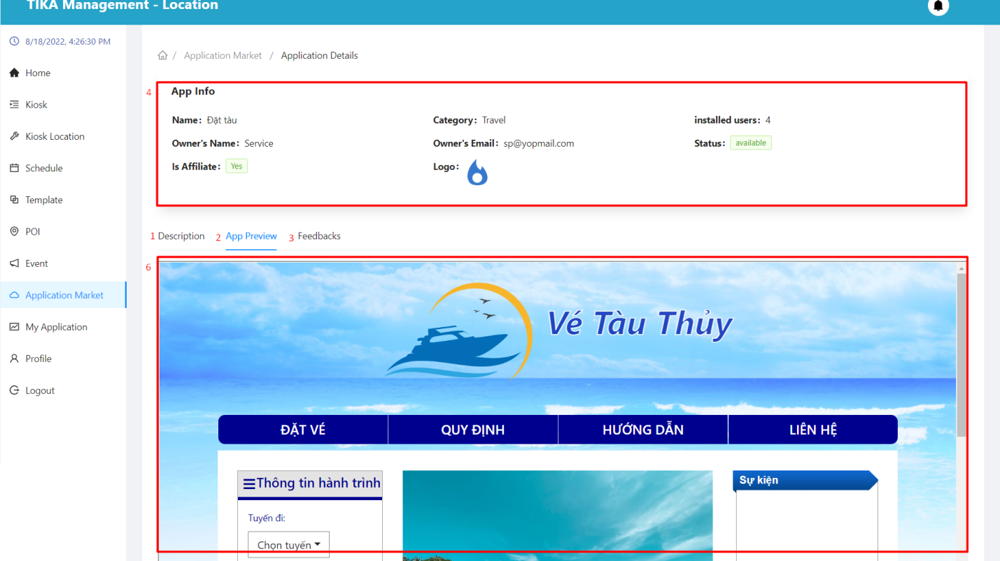 TIKA Management - Location
8/18/2022, 4:26:30 PM
Home
Kiosk
Kiosk Location
Schedule
Template
POI
Event
Application Market
My Application
Profile
Logout
/ Application Market / Application Details
4
App Info
Name: Đặt tàu Category: Travel installed users: 4
Owner's Name: Service Owner's Email: sp@yopmail.com Status: available
Is Affiliate: Yes Logo:
1 Description 2 App Preview 3 Feedbacks
6
Vé Tàu Thủy
ĐẶT VÉ QUY ĐỊNH HƯỚNG DẪN LIÊN HỆ
Thông tin hành trình
Tuyến đi:
Chọn tuyến
Sự kiện